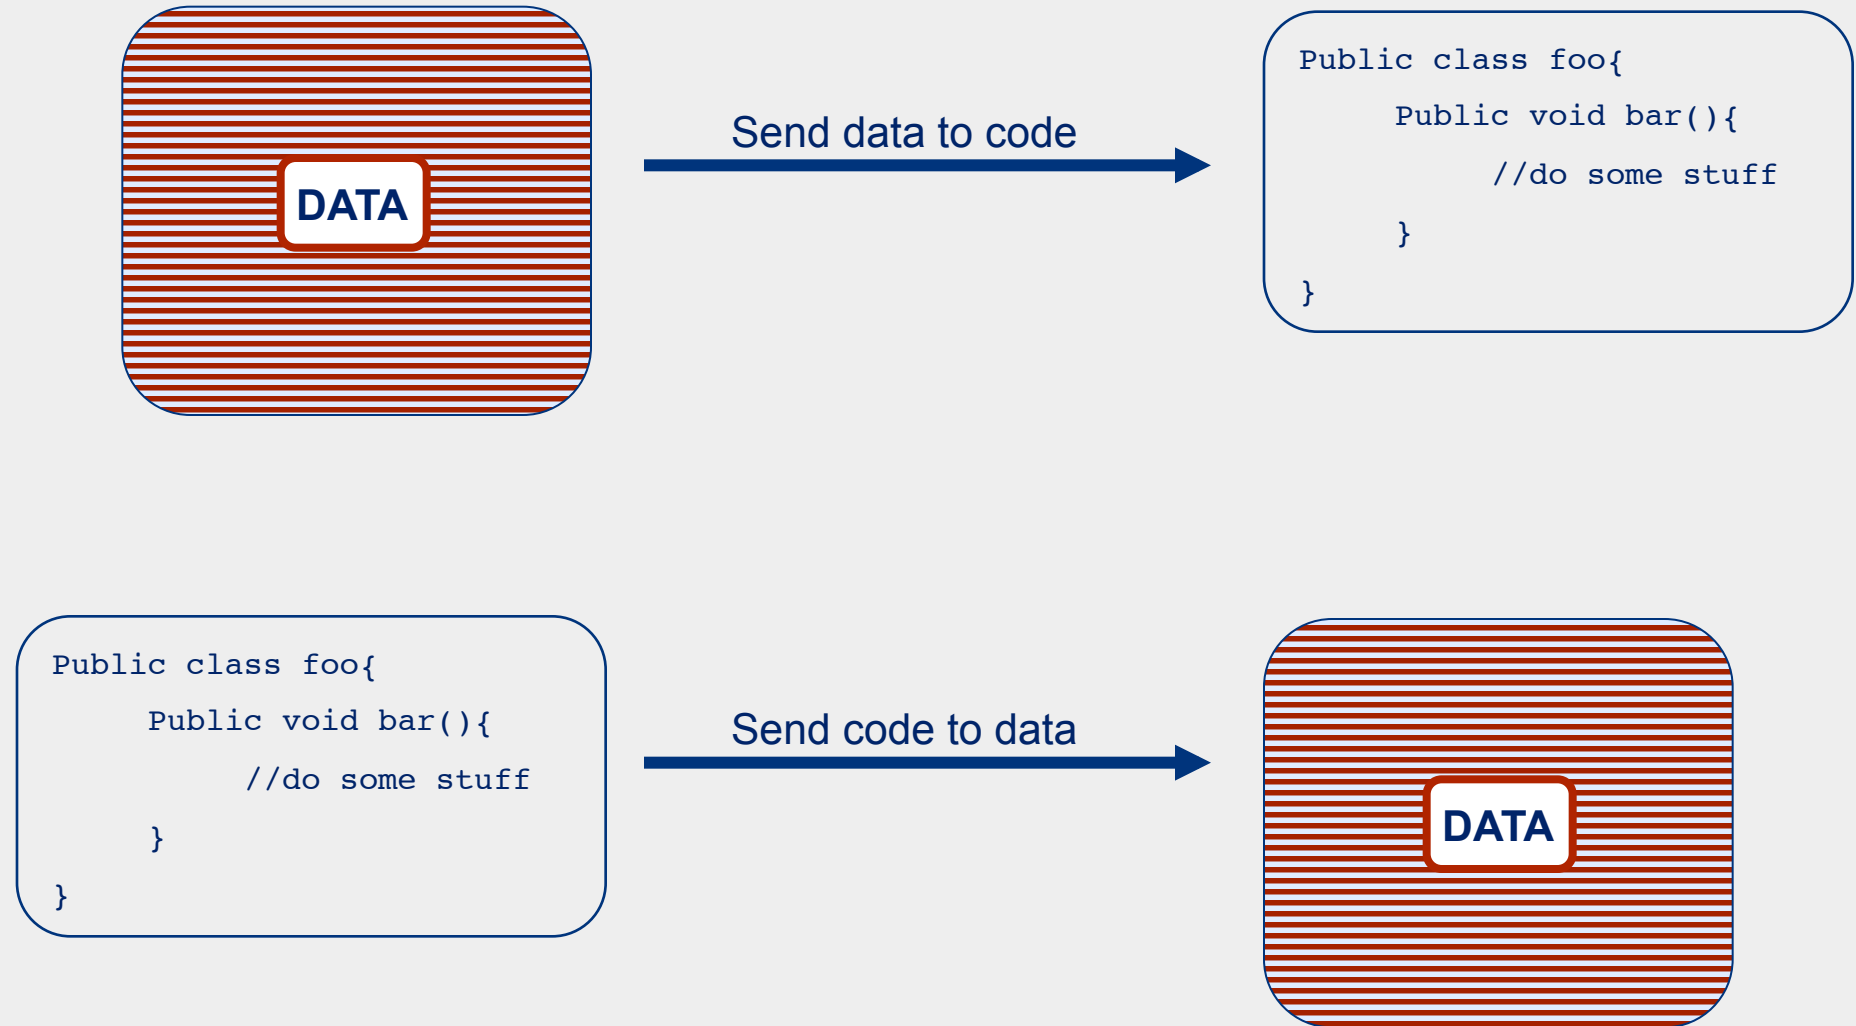 DATA
Send data to code
Public class foo{
Public void bar(){
//do some stuff
}
}
Public class foo{
Public void bar(){
//do some stuff
}
}
Send code to data
DATA